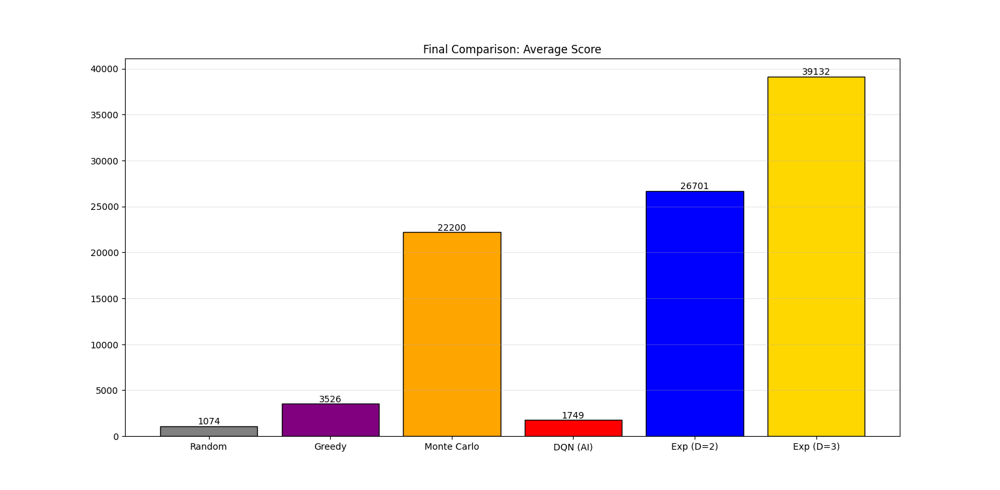 Final Comparison: Average Score
40000
35000
30000
25000
20000
15000
10000
5000
0
1074
3526
22200
1749
26701
39132
Random
Greedy
Monte Carlo
DQN (AI)
Exp (D=2)
Exp (D=3)